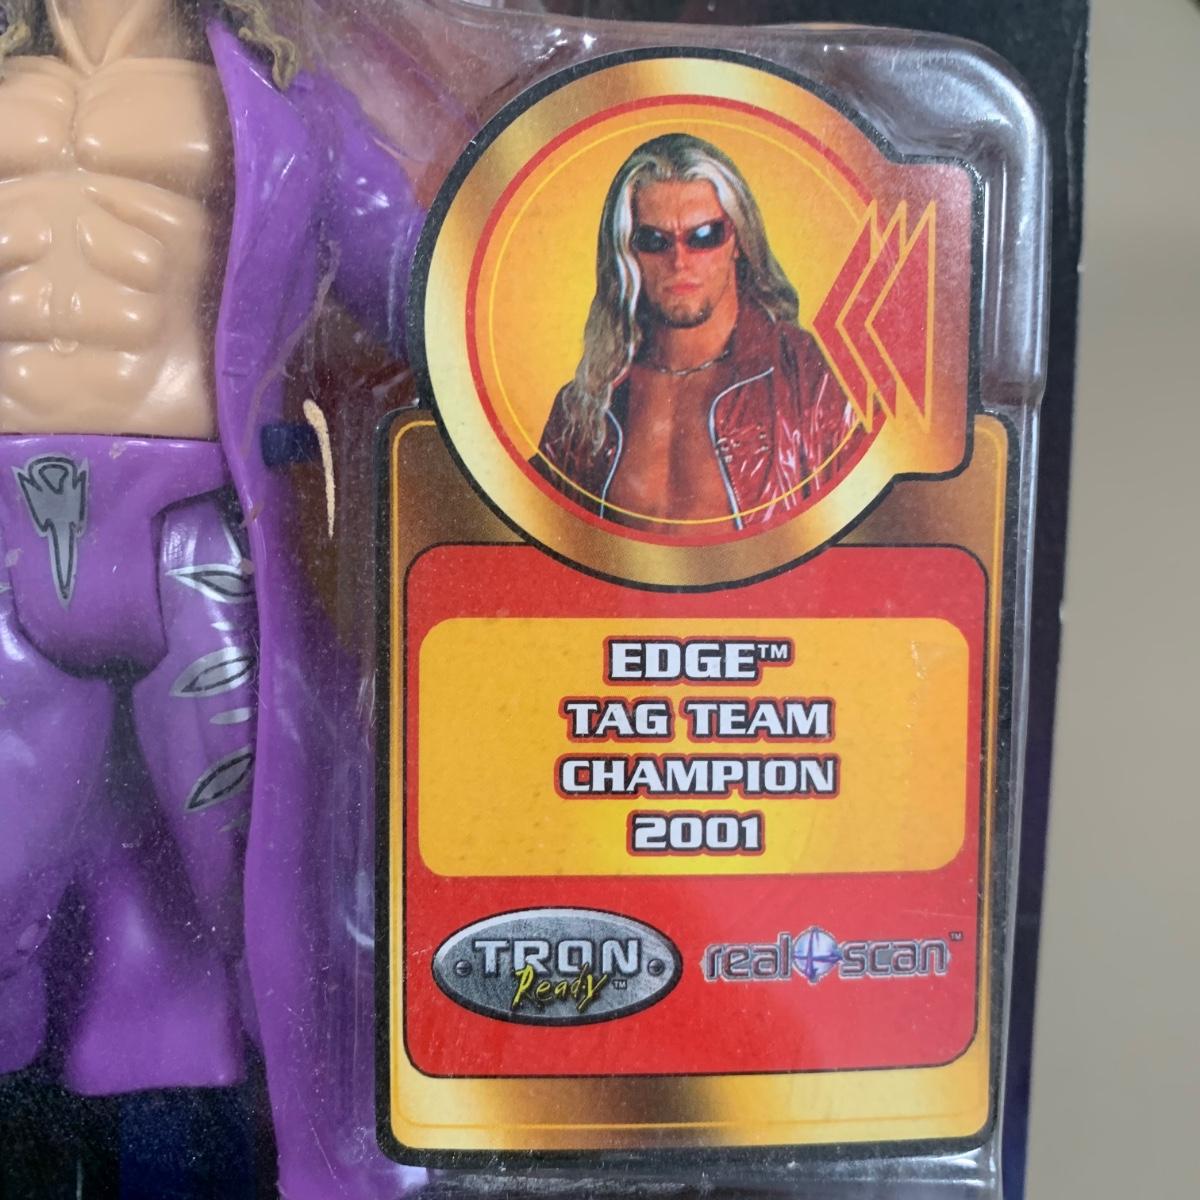 EDGE™
TAG TEAM
CHAMPION
2001
TRON
Ready™
real scan™